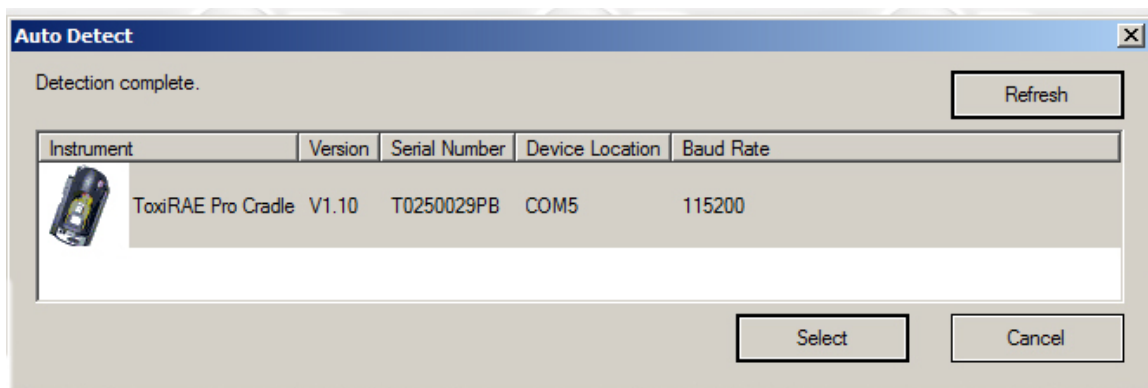 Auto Detect
Detection complete.
Refresh
Instrument Version Serial Number Device Location Baud Rate
ToxiRAE Pro Cradle V1.10 T0250029PB COM5 115200
Select Cancel